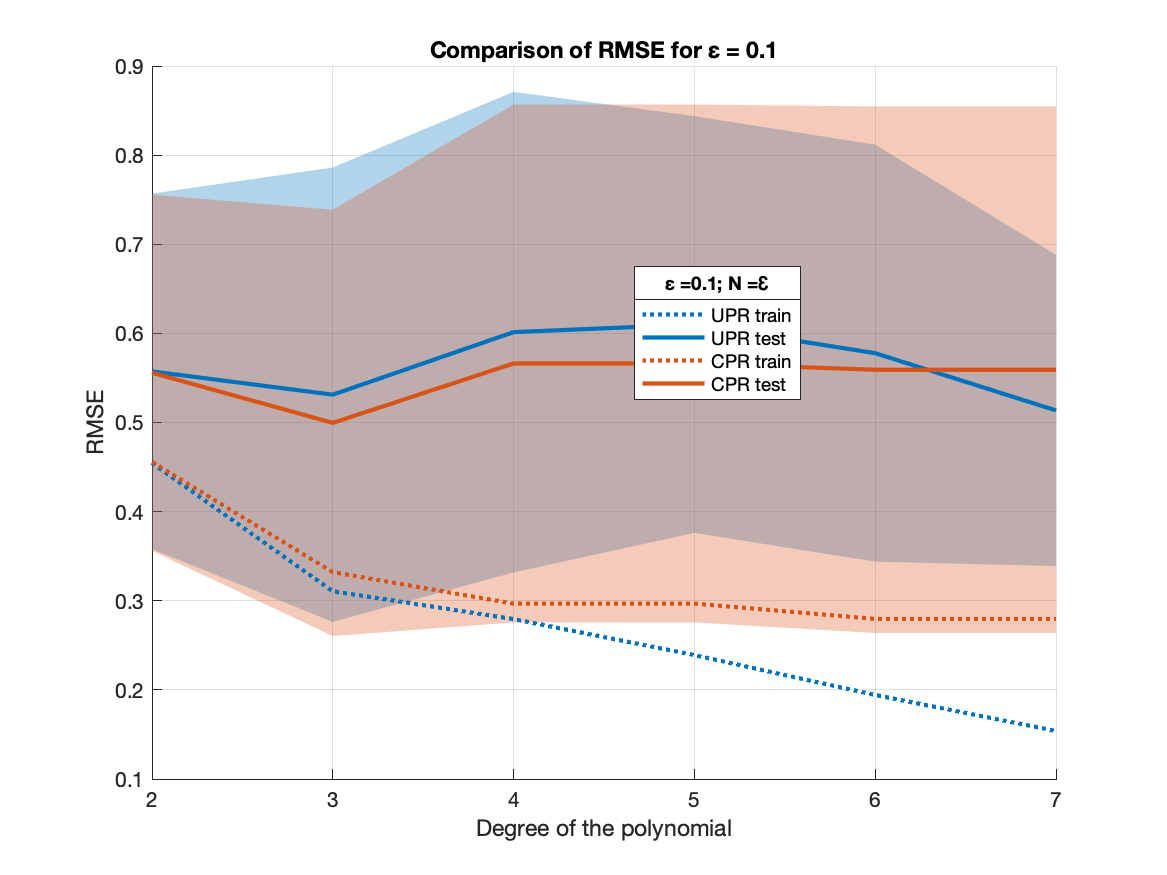 Comparison of RMSE for ε = 0.1
0.9
0.8
0.7
0.6
0.5
0.4
0.3
0.2
0.1
RMSE
ε =0.1; N =Ɛ
UPR train
UPR test
CPR train
CPR test
2 3 4 5 6 7
Degree of the polynomial